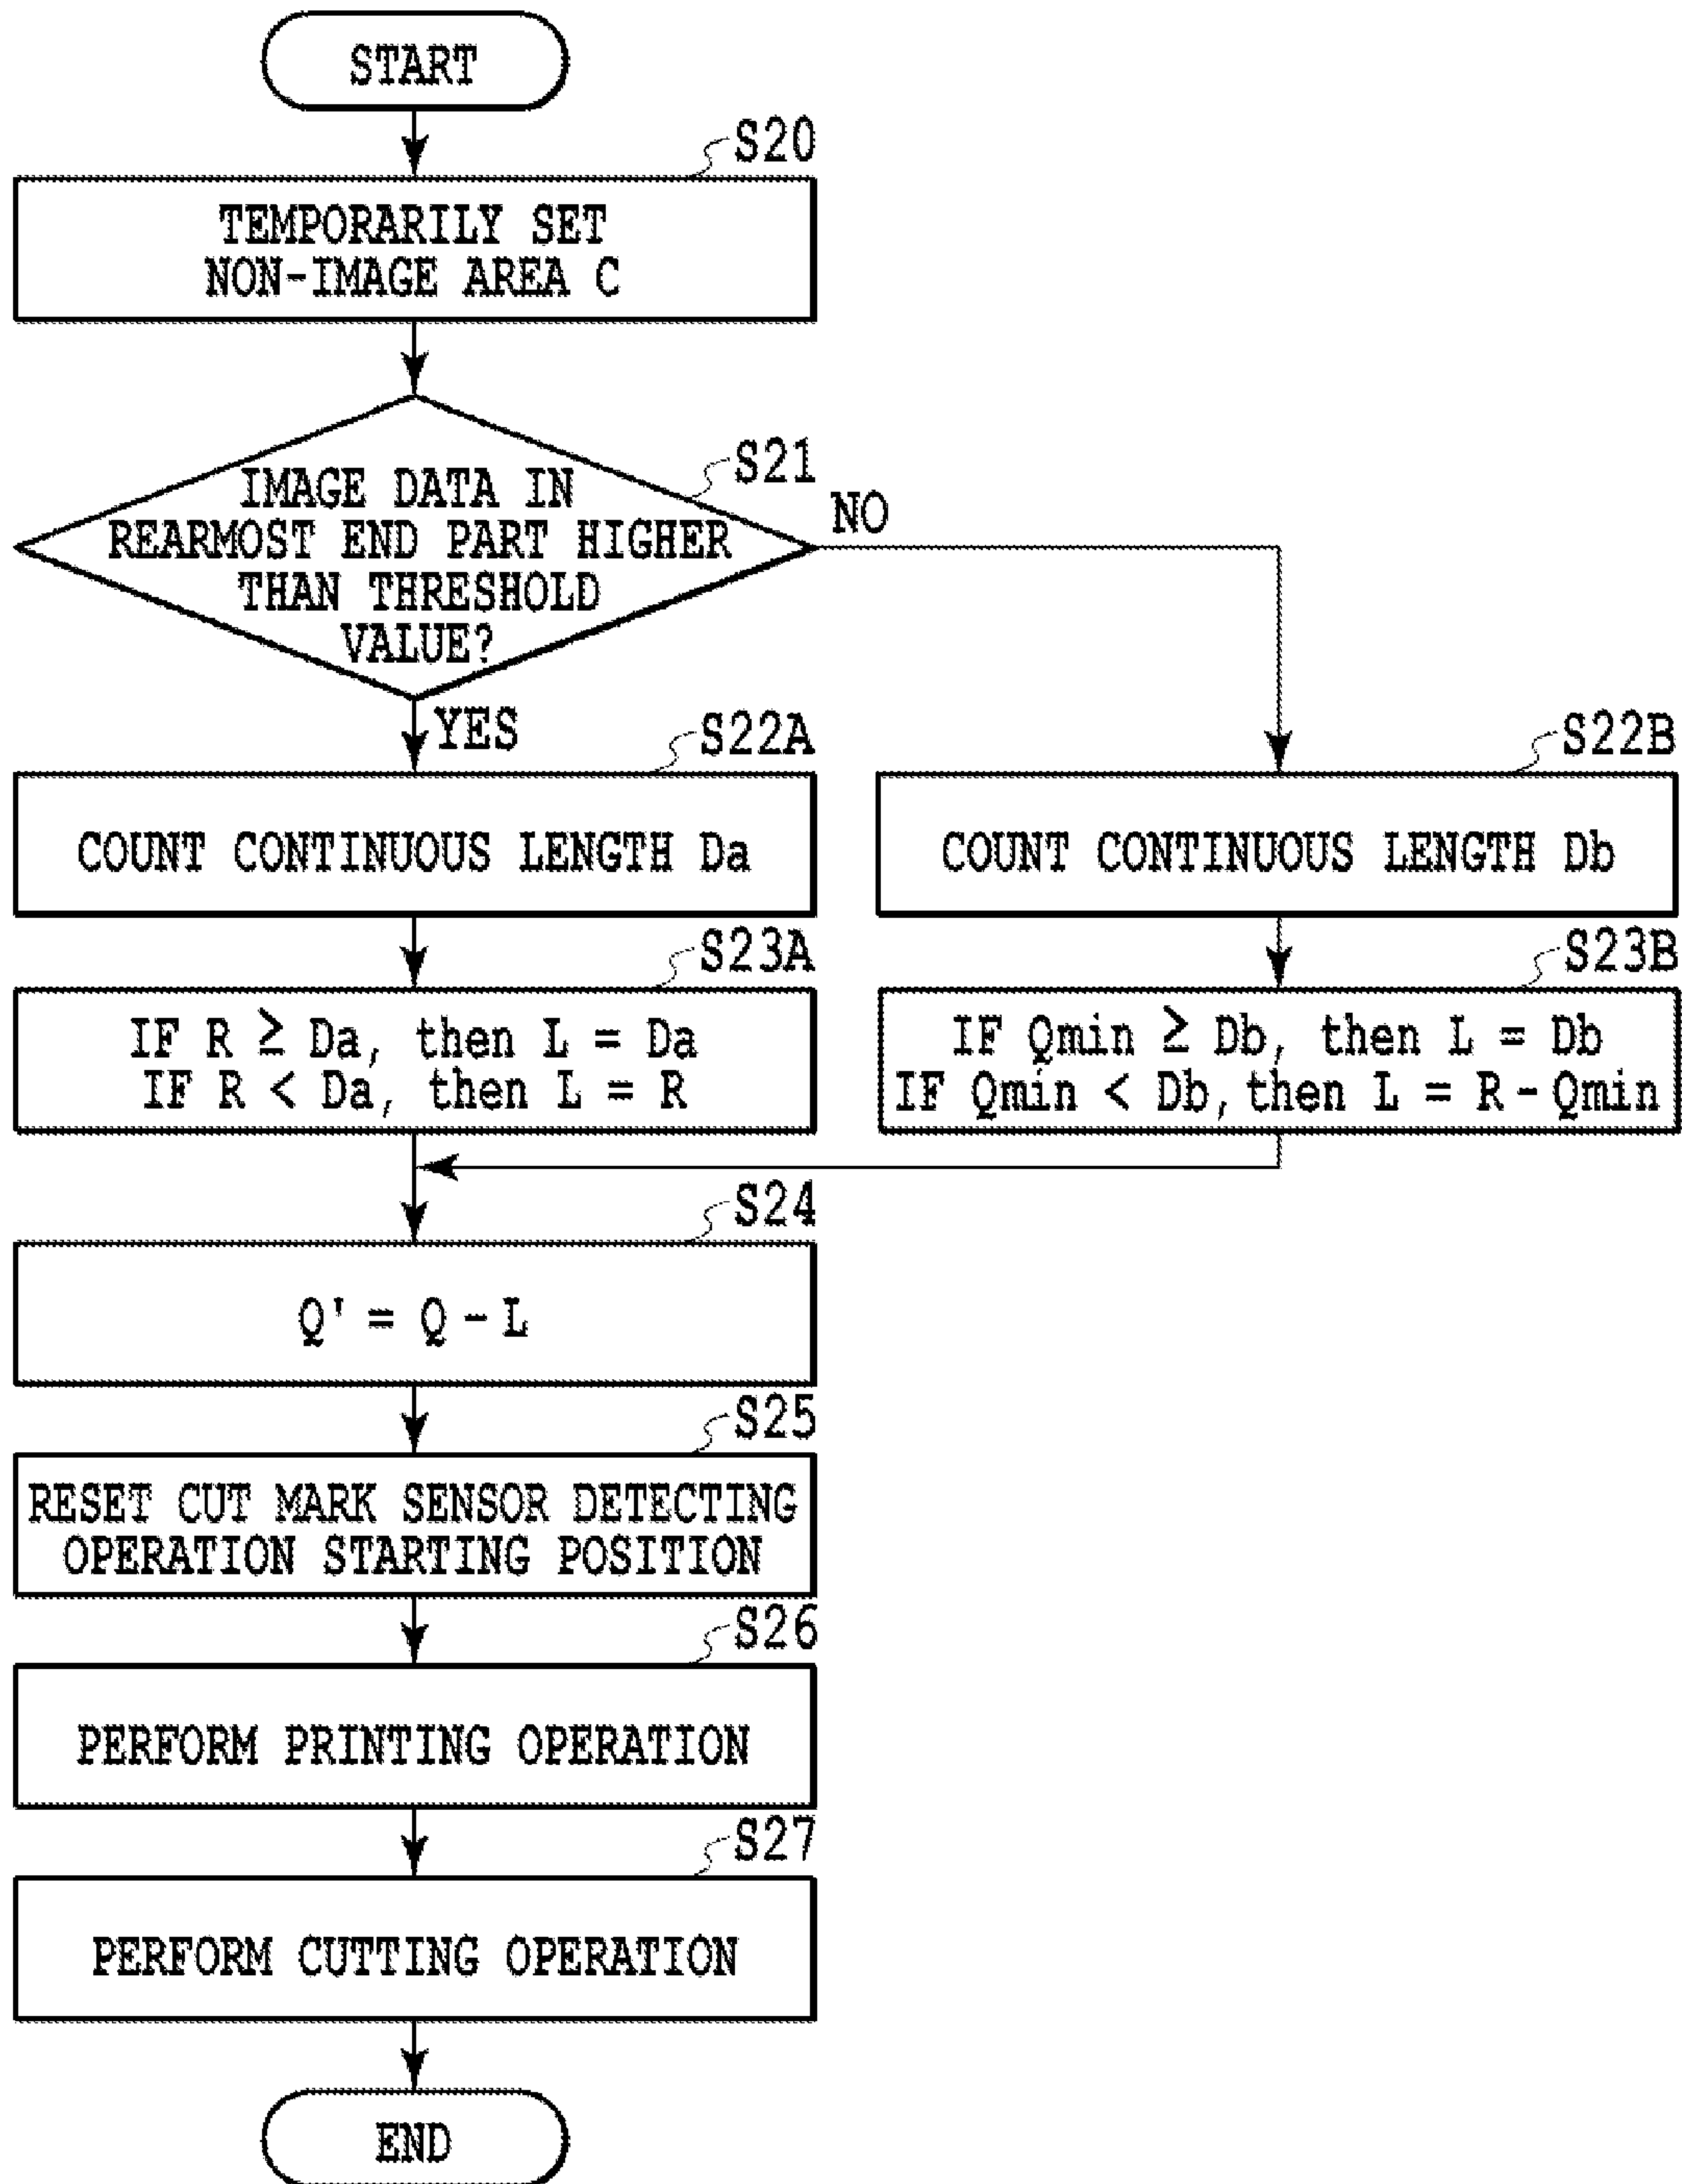 START
S20
TEMPORARILY SET
NON-IMAGE AREA C
S21
IMAGE DATA IN
REARMOST END PART HIGHER
THAN THRESHOLD
VALUE?
NO
YES
S22A
COUNT CONTINUOUS LENGTH Da
S22B
COUNT CONTINUOUS LENGTH Db
S23A
IF R ≥ Da, then L = Da
IF R < Da, then L = R
S23B
IF Qmin ≥ Db, then L = Db
IF Qmin < Db, then L = R - Qmin
S24
Q' = Q - L
S25
RESET CUT MARK SENSOR DETECTING
OPERATION STARTING POSITION
S26
PERFORM PRINTING OPERATION
S27
PERFORM CUTTING OPERATION
END